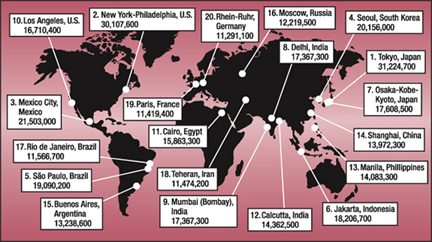 10. Los Angeles, U.S.
16,710,400
2. New York-Philadelphia, U.S.
30,107,600
20. Rhein-Ruhr,
Germany
11,291,100
16. Moscow, Russia
12,219,500
4. Seoul, South Korea
20,156,000
8. Delhi, India
17,367,300
1. Tokyo, Japan
31,224,700
3. Mexico City,
Mexico
21,503,000
19. Paris, France
11,419,400
7. Osaka-Kobe-
Kyoto, Japan
17,608,500
11. Cairo, Egypt
15,863,300
14. Shanghai, China
13,972,300
17. Rio de Janeiro, Brazil
11,566,700
18. Teheran, Iran
11,474,200
13. Manila, Phillippines
14,083,300
5. São Paulo, Brazil
19,090,200
15. Buenos Aires,
Argentina
13,238,600
9. Mumbai (Bombay),
India
17,367,300
12. Calcutta, India
14,362,500
6. Jakarta, Indonesia
18,206,700